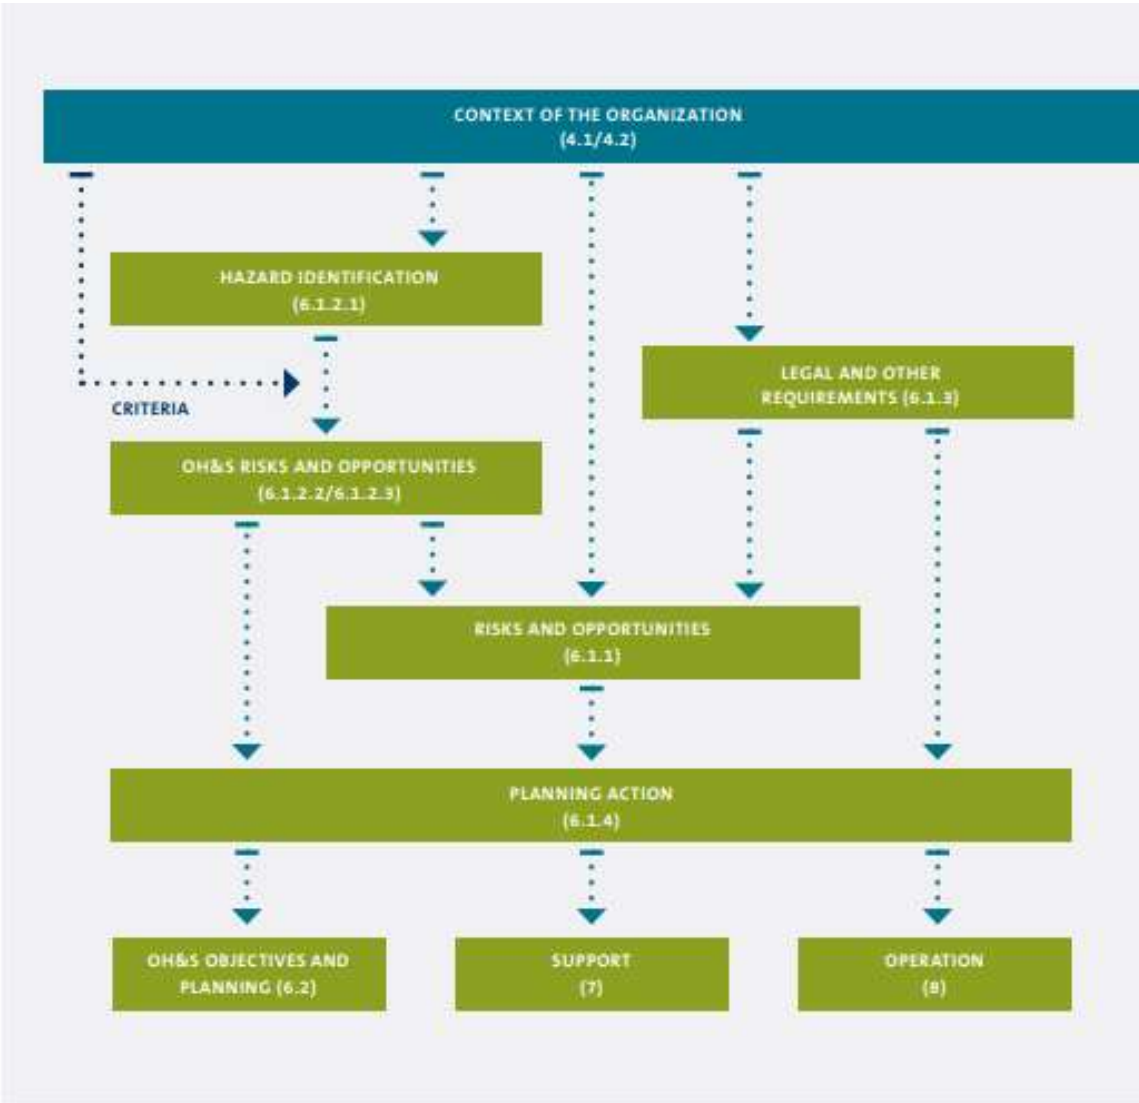 CONTEXT OF THE ORGANIZATION
(4.1/4.2)
HAZARD IDENTIFICATION
(6.1.2.1)
LEGAL AND OTHER
REQUIREMENTS (6.1.3)
CRITERIA
OH&S RISKS AND OPPORTUNITIES
(6.1.2.2/6.1.2.3)
RISKS AND OPPORTUNITIES
(6.1.1)
PLANNING ACTION
(6.1.4)
OH&S OBJECTIVES AND
PLANNING (6.2)
SUPPORT
(7)
OPERATION
(8)